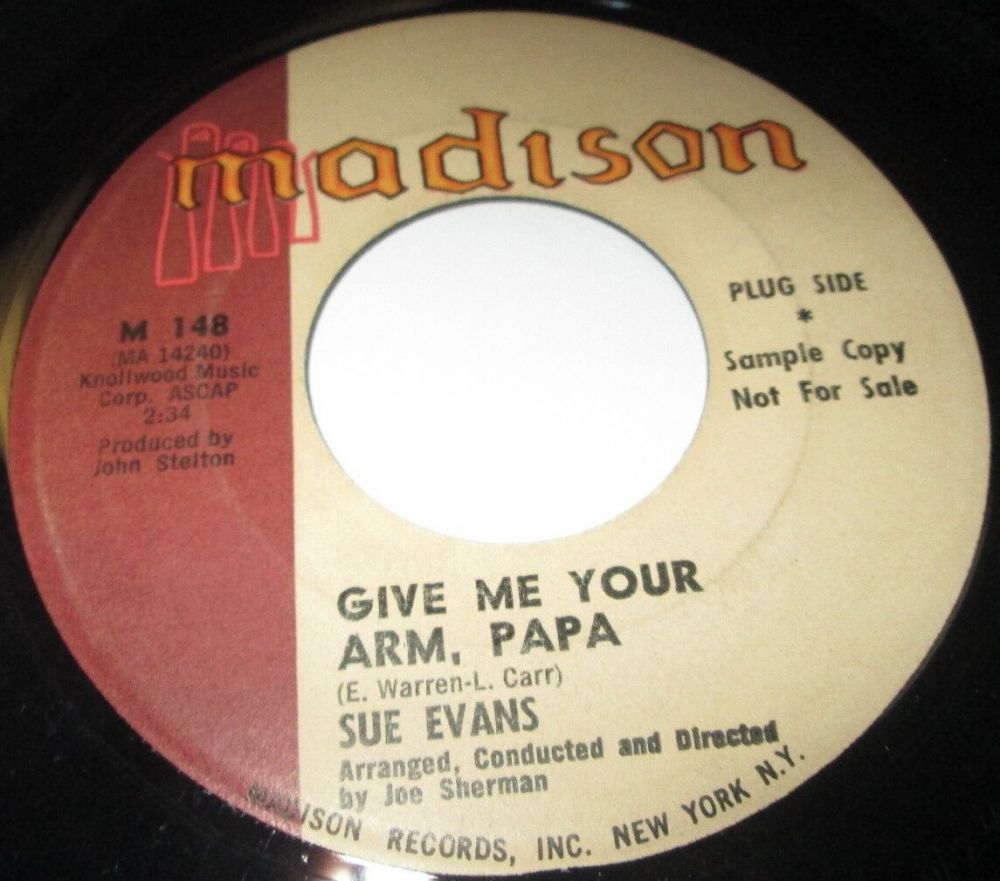 madison
M 148
(MA 14240)
Knollwood Music
Corp. ASCAP
2:34
Produced by
John Stelton
PLUG SIDE
*
Sample Copy
Not For Sale
GIVE ME YOUR
ARM, PAPA
(E. Warren-L. Carr)
SUE EVANS
Arranged, Conducted and Directed
by Joe Sherman
MADISON RECORDS, INC. NEW YORK N.Y.